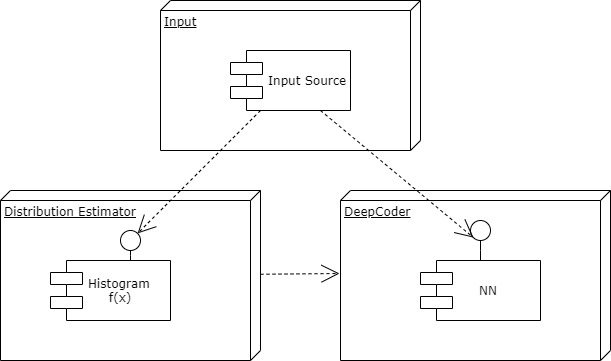 Input
Input Source
Distribution Estimator
DeepCoder
Histogram
f(x)
NN